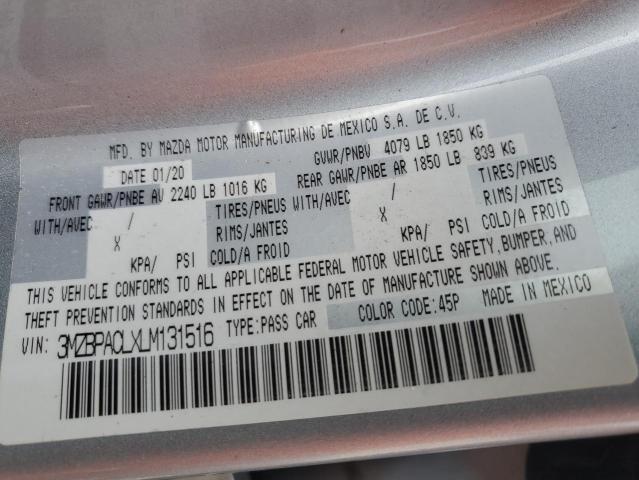 MFD. BY MAZDA MOTOR MANUFACTURING DE MEXICO S.A. DE C.V.
DATE 01/20 GVWR/PNBV 4079 LB 1850 KG
FRONT GAWR/PNBE AV 2240 LB 1016 KG REAR GAWR/PNBE AR 1850 LB 839 KG
WITH/AVEC / TIRES/PNEUS WITH/AVEC / TIRES/PNEUS
X RIMS/JANTES X RIMS/JANTES
KPA/ PSI COLD/A FROID KPA/ PSI COLD/A FROID
THIS VEHICLE CONFORMS TO ALL APPLICABLE FEDERAL MOTOR VEHICLE SAFETY, BUMPER, AND
THEFT PREVENTION STANDARDS IN EFFECT ON THE DATE OF MANUFACTURE SHOWN ABOVE.
VIN: 3MZBPACLXLM131516 TYPE:PASS CAR COLOR CODE:45P MADE IN MEXICO